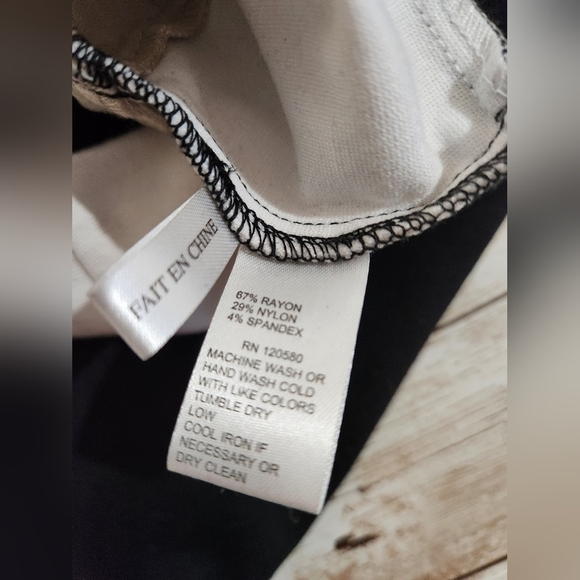 FAIT EN CHINE
67% RAYON
29% NYLON
4% SPANDEX
RN 120580
MACHINE WASH OR
HAND WASH COLD
WITH LIKE COLORS
TUMBLE DRY
LOW
COOL IRON IF
NECESSARY OR
DRY CLEAN